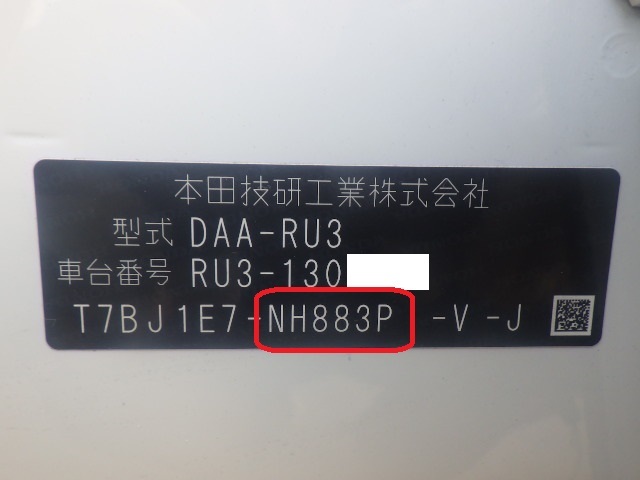 本田技研工業株式会社
型式 DAA-RU3
車台番号 RU3-130
T7BJ1E7-NH883P -V -J